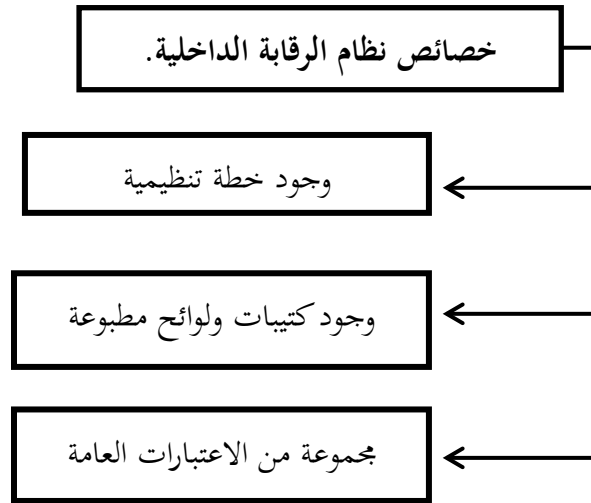 خصائص نظام الرقابة الداخلية.
وجود خطة تنظيمية
وجود كتيبات ولوائح مطبوعة
مجموعة من الاعتبارات العامة